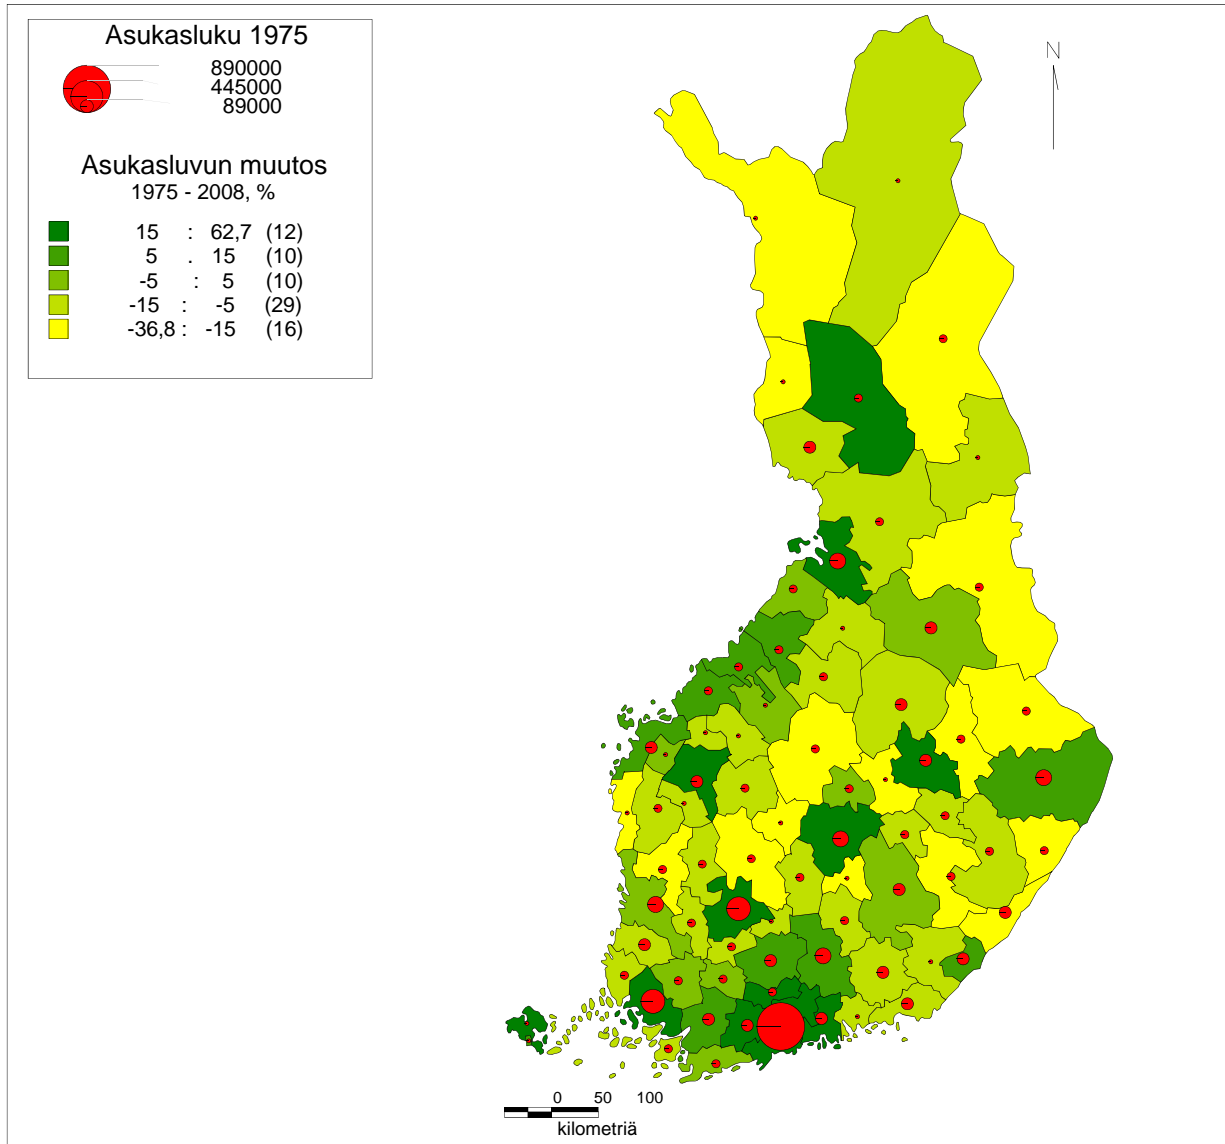 Asukasluku 1975
890000
445000
89000
Asukasluvun muutos
1975 - 2008, %
15 : 62,7 (12)
5 . 15 (10)
-5 : 5 (10)
-15 : -5 (29)
-36,8 : -15 (16)
N
0 50 100
kilometriä